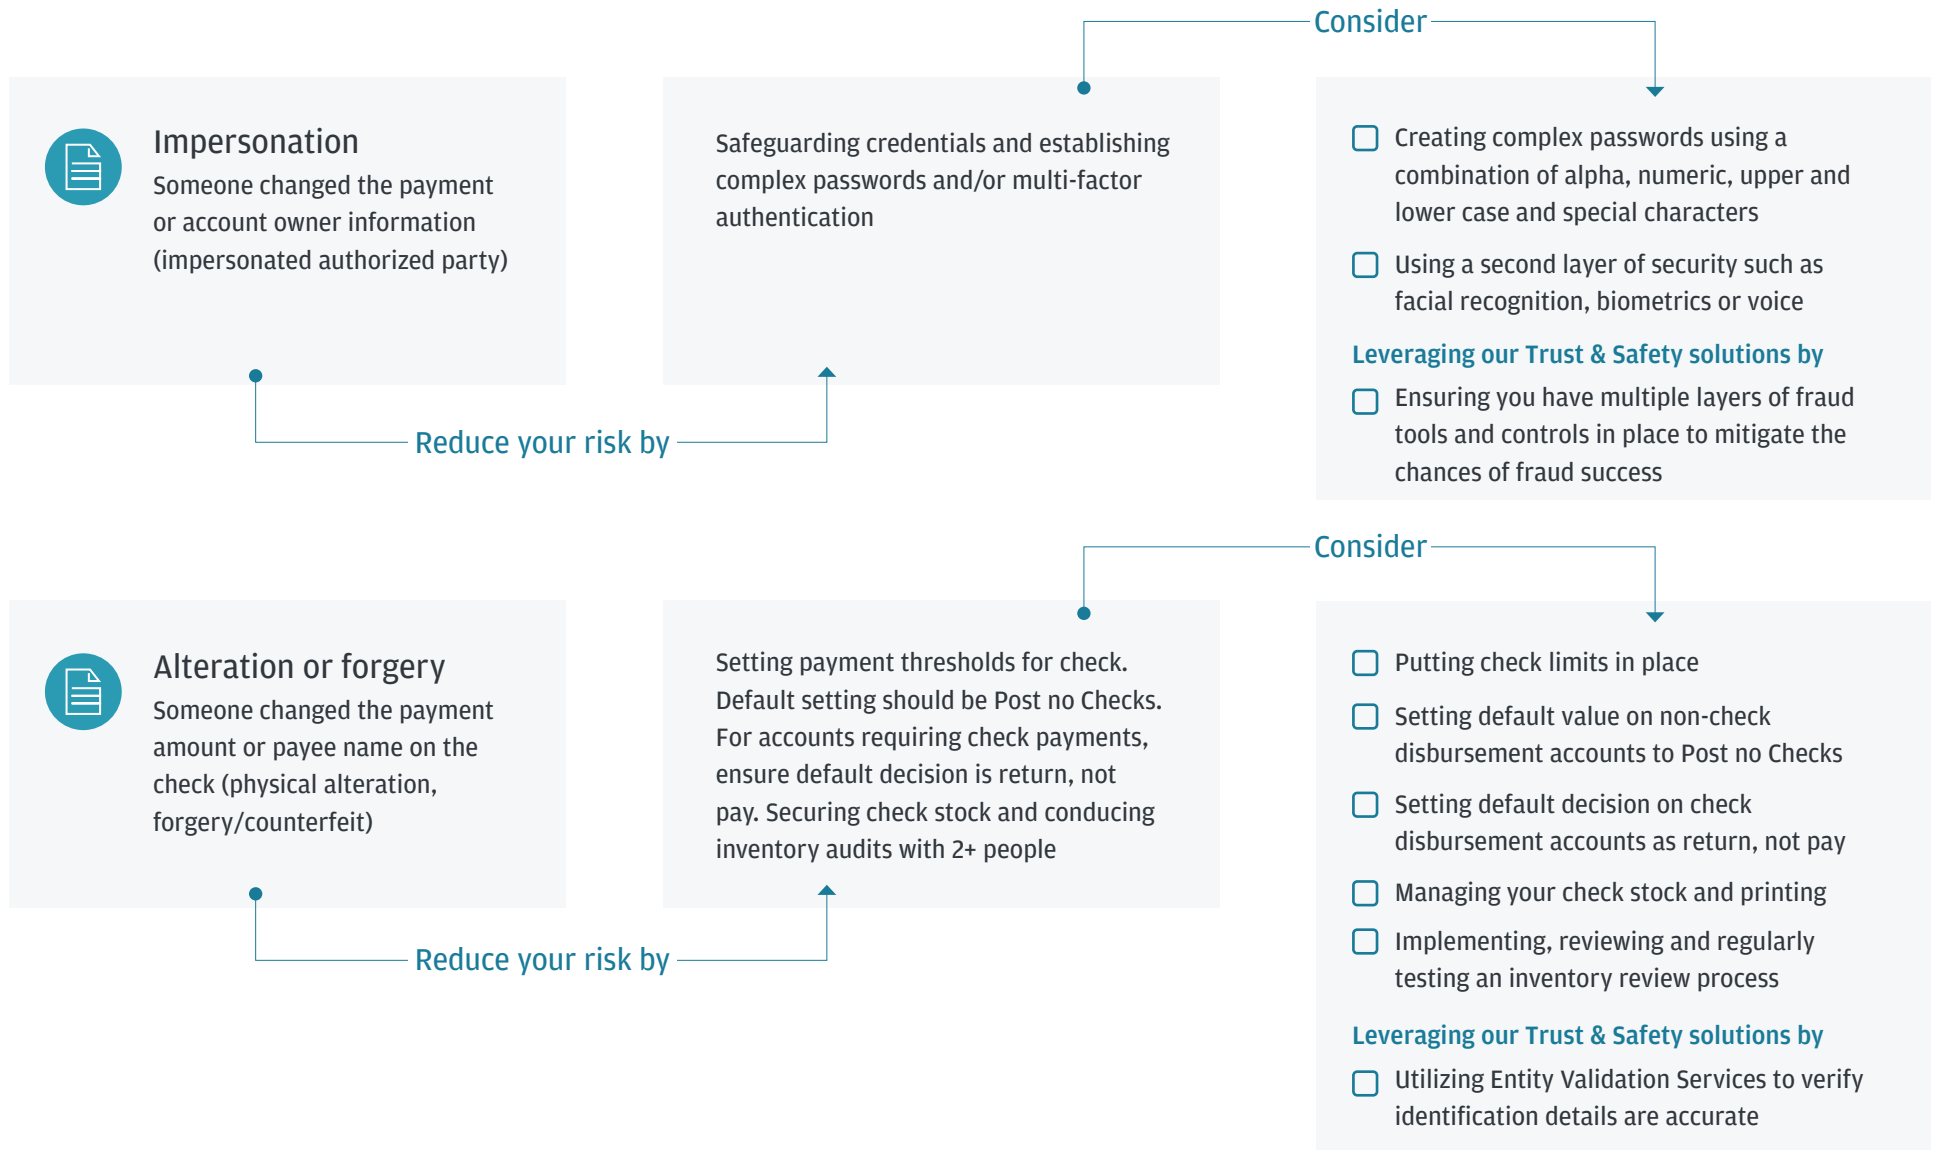 Consider
Impersonation
Someone changed the payment
or account owner information
(impersonated authorized party)
Safeguarding credentials and establishing
complex passwords and/or multi-factor
authentication
Creating complex passwords using a
combination of alpha, numeric, upper and
lower case and special characters
Using a second layer of security such as
facial recognition, biometrics or voice
Leveraging our Trust & Safety solutions by
Ensuring you have multiple layers of fraud
tools and controls in place to mitigate the
chances of fraud success
Reduce your risk by
Consider
Alteration or forgery
Someone changed the payment
amount or payee name on the
check (physical alteration,
forgery/counterfeit)
Setting payment thresholds for check.
Default setting should be Post no Checks.
For accounts requiring check payments,
ensure default decision is return, not
pay. Securing check stock and conducing
inventory audits with 2+ people
Putting check limits in place
Setting default value on non-check
disbursement accounts to Post no Checks
Setting default decision on check
disbursement accounts as return, not pay
Managing your check stock and printing
Implementing, reviewing and regularly
testing an inventory review process
Leveraging our Trust & Safety solutions by
Utilizing Entity Validation Services to verify
identification details are accurate
Reduce your risk by